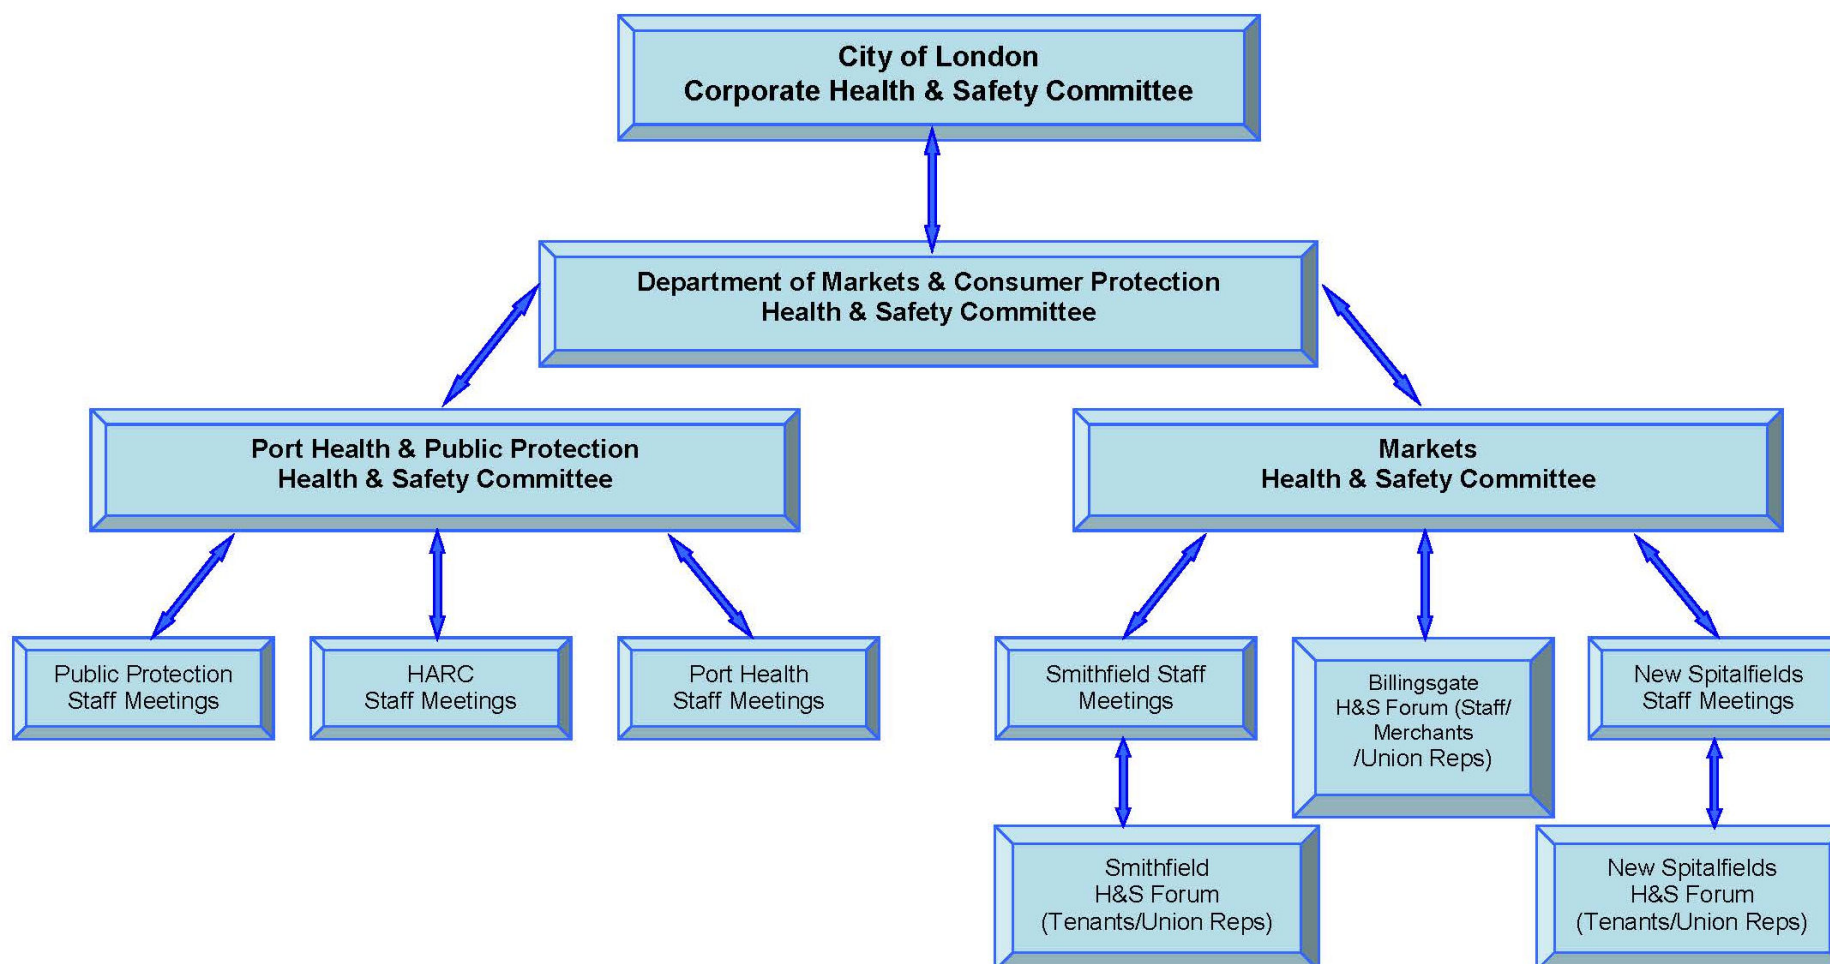 City of London
Corporate Health & Safety Committee
Department of Markets & Consumer Protection
Health & Safety Committee
Port Health & Public Protection
Health & Safety Committee
Markets
Health & Safety Committee
Public Protection
Staff Meetings
HARC
Staff Meetings
Port Health
Staff Meetings
Smithfield Staff
Meetings
Billingsgate
H&S Forum (Staff/
Merchants
/Union Reps)
New Spitalfields
Staff Meetings
Smithfield
H&S Forum
(Tenants/Union Reps)
New Spitalfields
H&S Forum
(Tenants/Union Reps)